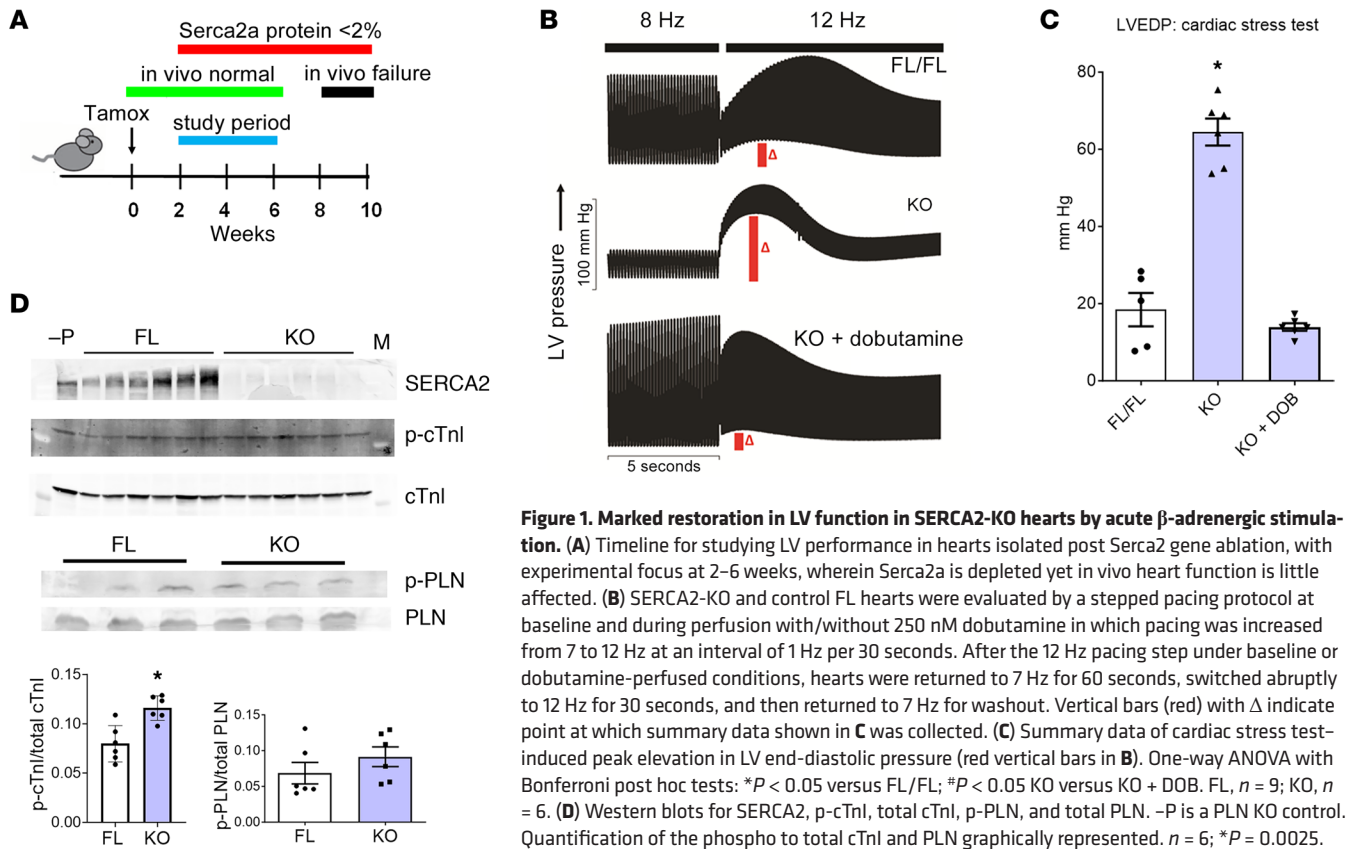 A
Serca2a protein <2%
in vivo normal
in vivo failure
Tamox
study period
0 2 4 6 8 10
Weeks
B
8 Hz 12 Hz
FL/FL
Δ
KO
Δ
KO + dobutamine
Δ
LV pressure
100 mm Hg
5 seconds
C
LVEDP: cardiac stress test
mm Hg
80
60
40
20
0
*
FL/FL KO KO + DOB
D
–P FL KO M
SERCA2
p-cTnI
cTnI
FL KO
p-PLN
PLN
p-cTnI/total cTnI
0.15
0.10
0.05
0.00
*
FL KO
p-PLN/total PLN
0.15
0.10
0.05
0.00
FL KO
Figure 1. Marked restoration in LV function in SERCA2-KO hearts by acute β-adrenergic stimula-
tion. (A) Timeline for studying LV performance in hearts isolated post Serca2 gene ablation, with
experimental focus at 2–6 weeks, wherein Serca2a is depleted yet in vivo heart function is little
affected. (B) SERCA2-KO and control FL hearts were evaluated by a stepped pacing protocol at
baseline and during perfusion with/without 250 nM dobutamine in which pacing was increased
from 7 to 12 Hz at an interval of 1 Hz per 30 seconds. After the 12 Hz pacing step under baseline or
dobutamine-perfused conditions, hearts were returned to 7 Hz for 60 seconds, switched abruptly
to 12 Hz for 30 seconds, and then returned to 7 Hz for washout. Vertical bars (red) with Δ indicate
point at which summary data shown in C was collected. (C) Summary data of cardiac stress test–
induced peak elevation in LV end-diastolic pressure (red vertical bars in B). One-way ANOVA with
Bonferroni post hoc tests: *P < 0.05 versus FL/FL; #P < 0.05 KO versus KO + DOB. FL, n = 9; KO, n
= 6. (D) Western blots for SERCA2, p-cTnI, total cTnI, p-PLN, and total PLN. –P is a PLN KO control.
Quantification of the phospho to total cTnI and PLN graphically represented. n = 6; *P = 0.0025.